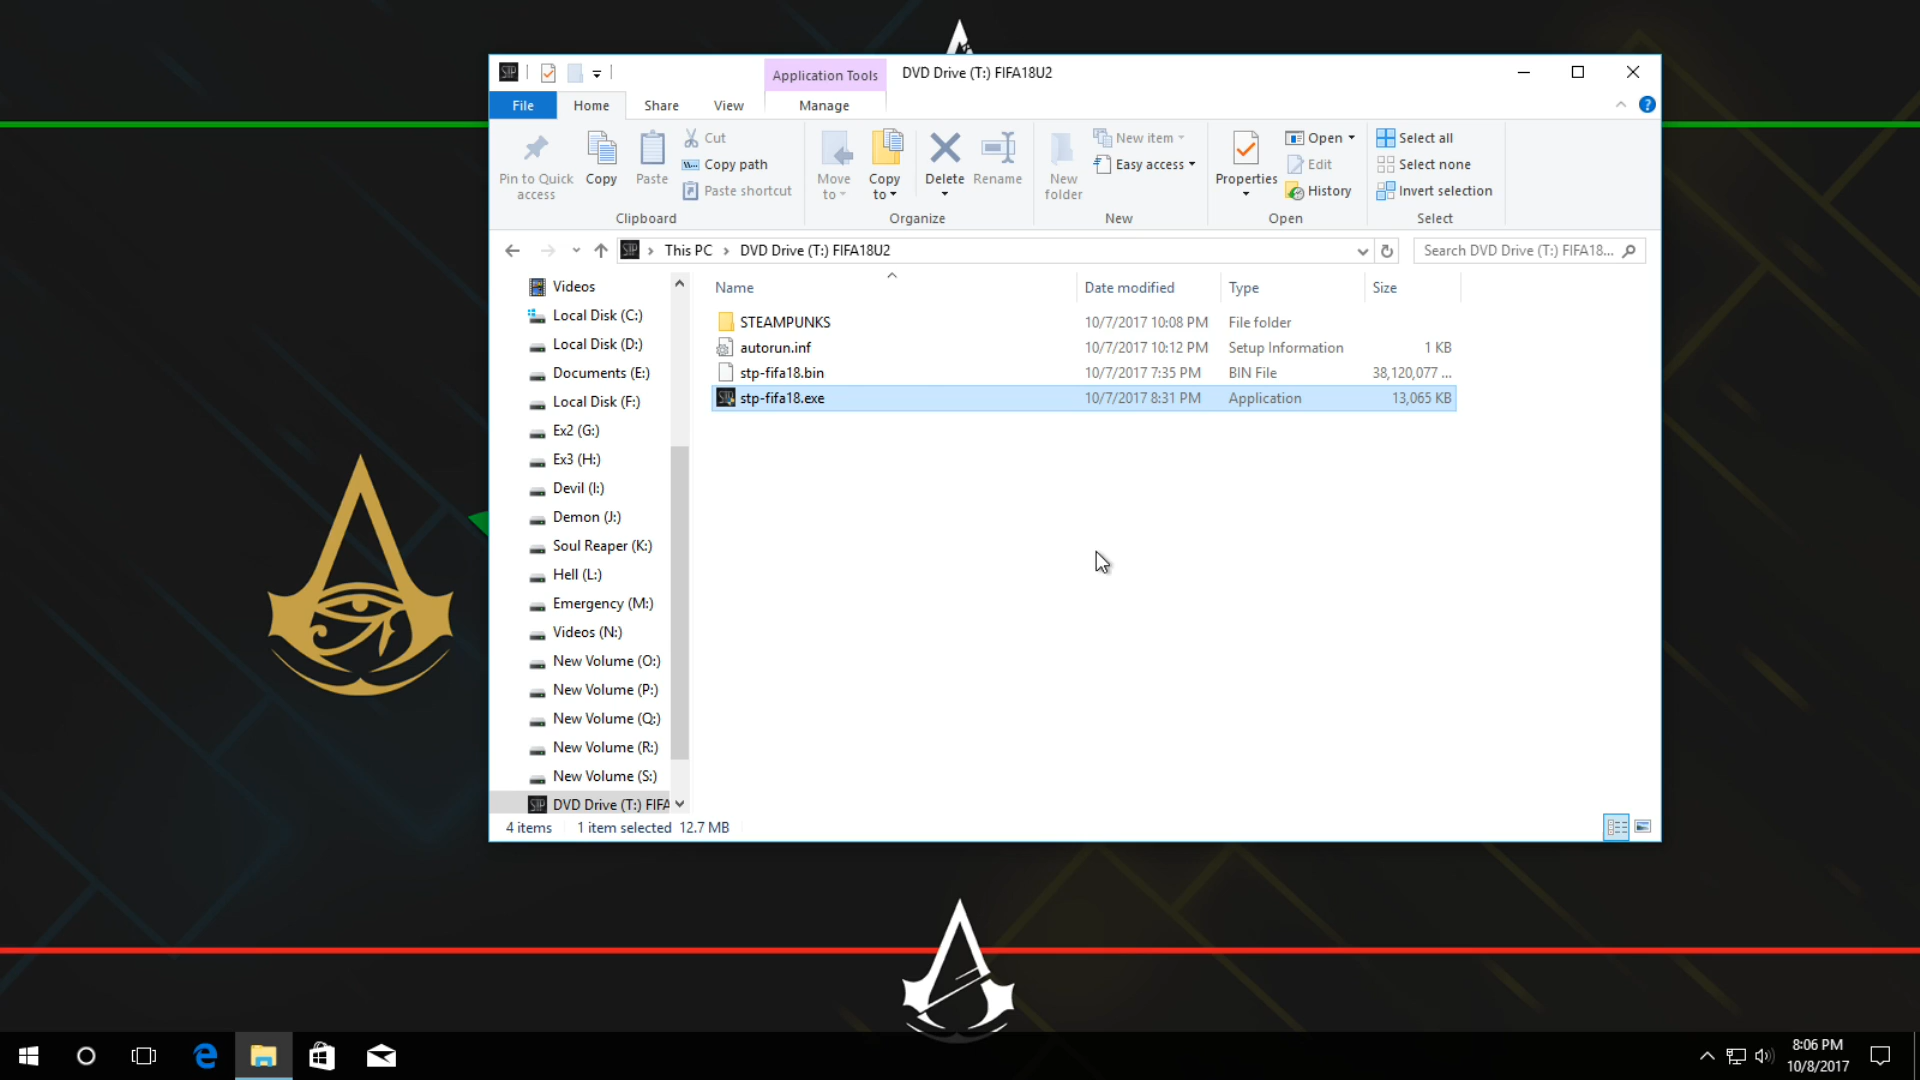 STP
Application Tools
DVD Drive (T:) FIFA18U2
File
Home
Share
View
Manage
?
Pin to Quick
access
Copy
Paste
Cut
Copy path
Paste shortcut
Clipboard
Move
to
Copy
to
Delete
Rename
Organize
New
folder
New item
Easy access
New
Properties
Open
Edit
History
Open
Select all
Select none
Invert selection
Select
STP
This PC
DVD Drive (T:) FIFA18U2
Search DVD Drive (T:) FIFA18...
Videos
Local Disk (C:)
Local Disk (D:)
Documents (E:)
Local Disk (F:)
Ex2 (G:)
Ex3 (H:)
Devil (I:)
Demon (J:)
Soul Reaper (K:)
Hell (L:)
Emergency (M:)
Videos (N:)
New Volume (O:)
New Volume (P:)
New Volume (Q:)
New Volume (R:)
New Volume (S:)
STP DVD Drive (T:) FIFA
Name Date modified Type Size
STEAMPUNKS 10/7/2017 10:08 PM File folder
autorun.inf 10/7/2017 10:12 PM Setup Information 1 KB
stp-fifa18.bin 10/7/2017 7:35 PM BIN File 38,120,077 ...
stp-fifa18.exe 10/7/2017 8:31 PM Application 13,065 KB
4 items 1 item selected 12.7 MB
8:06 PM
10/8/2017